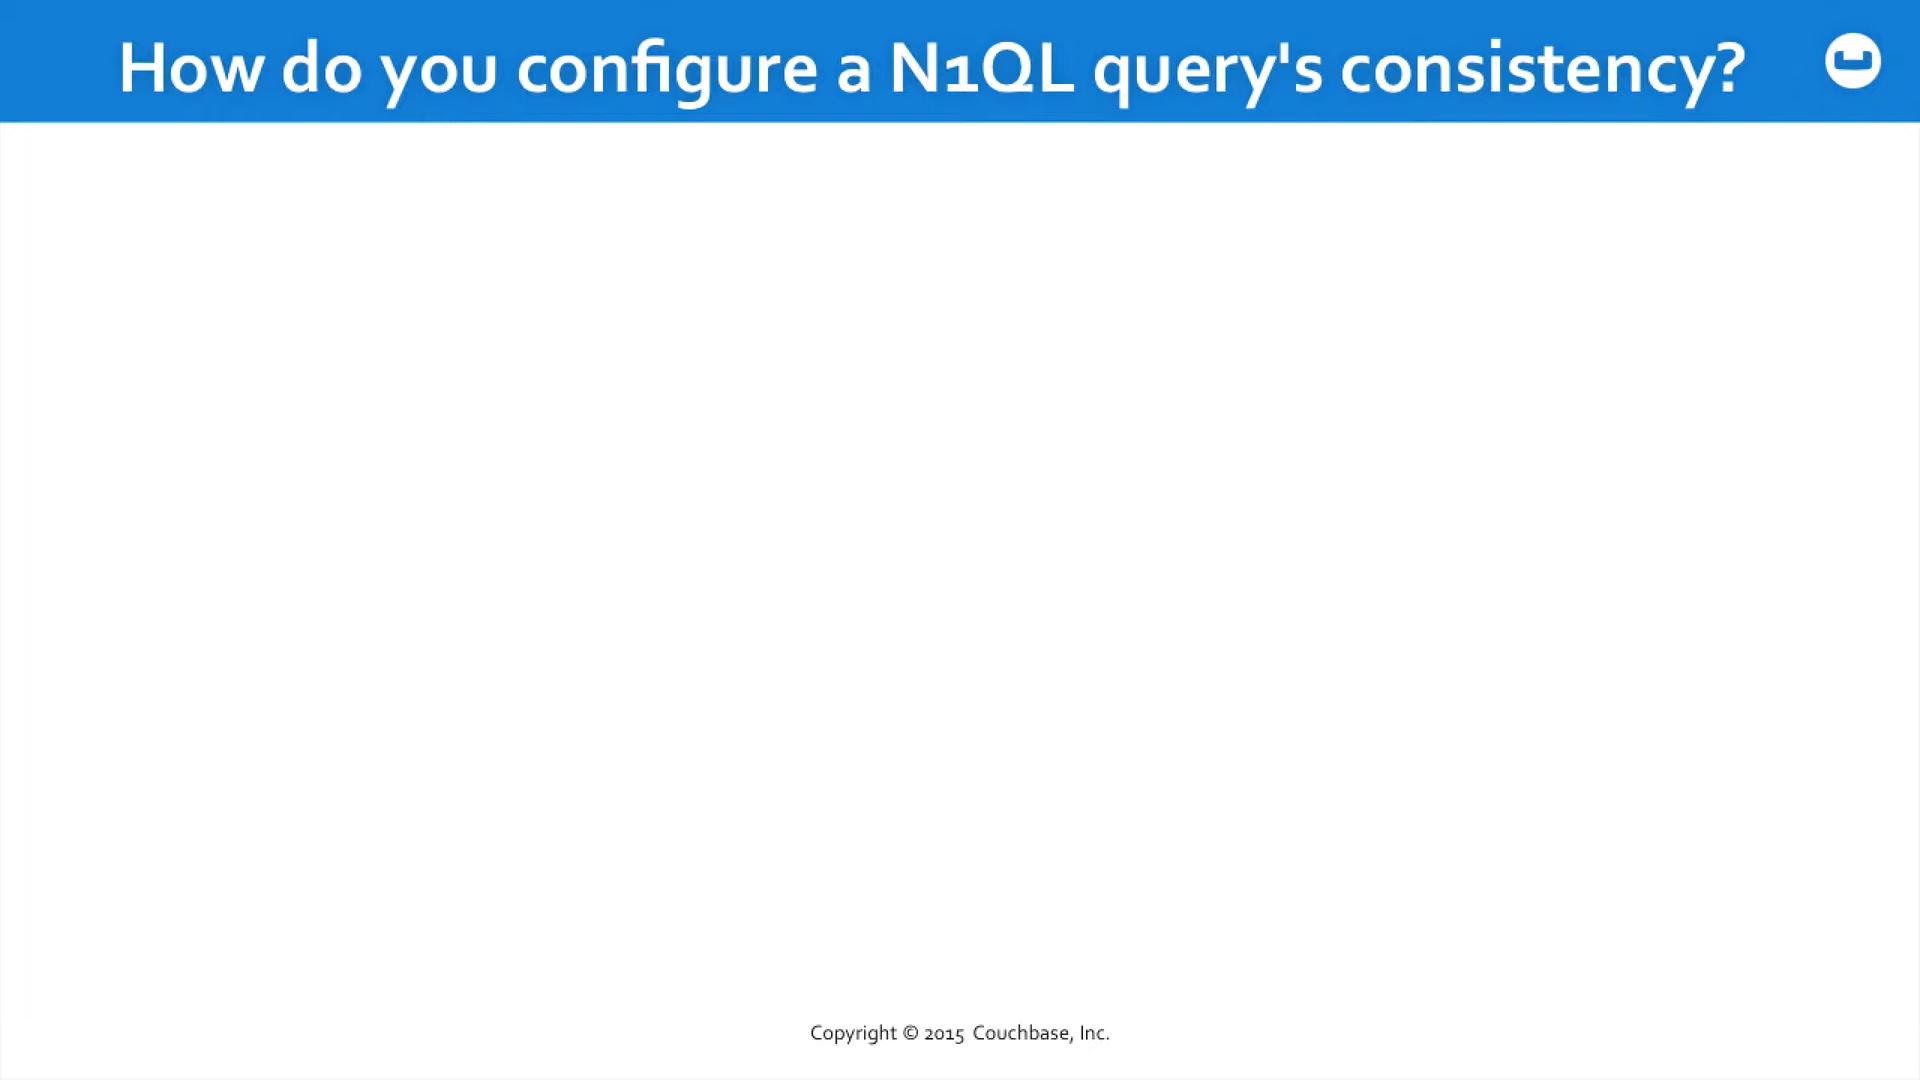 How do you configure a N1QL query's consistency?
Copyright © 2015 Couchbase, Inc.